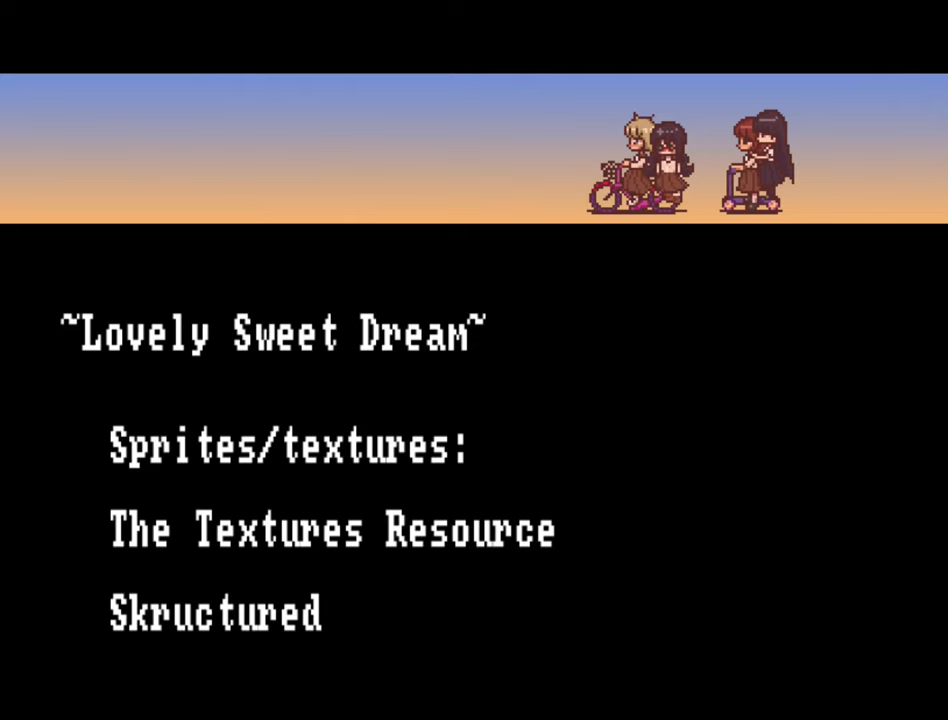 ~Lovely Sweet Dream~
Sprites/textures:
The Textures Resource
Skructured